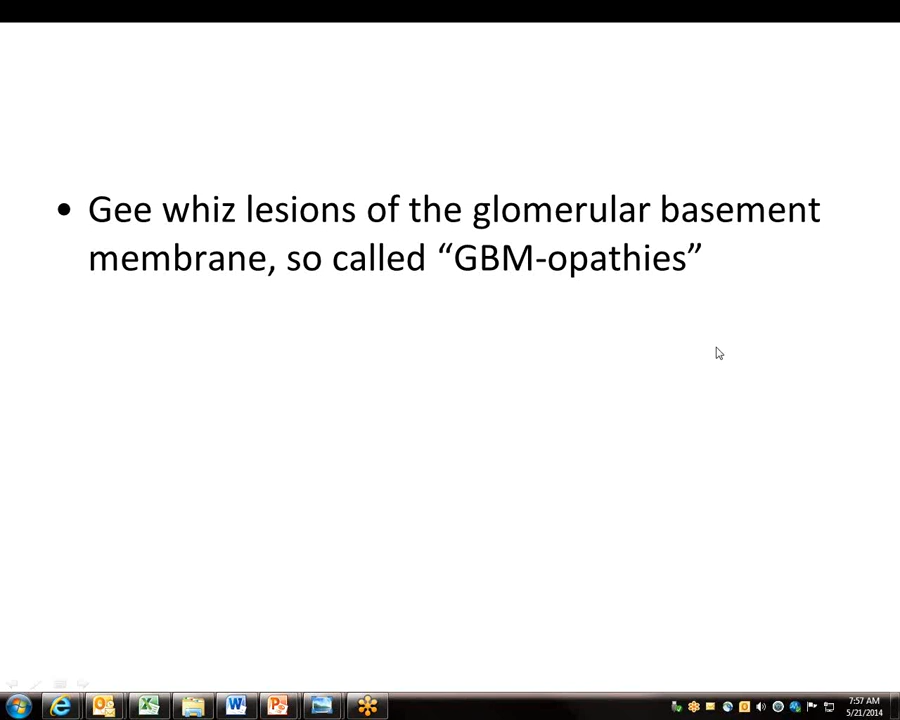 • Gee whiz lesions of the glomerular basement
membrane, so called “GBM-opathies”
7:57 AM
5/21/2014